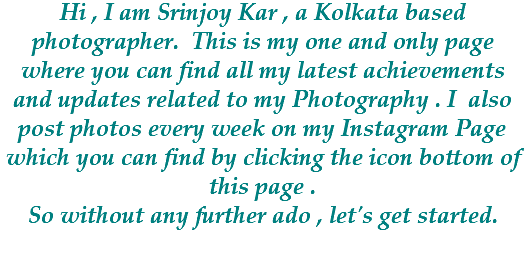 Hi , I am Srinjoy Kar , a Kolkata based
photographer.  This is my one and only page
where you can find all my latest achievements
and updates related to my Photography . I  also
post photos every week on my Instagram Page
which you can find by clicking the icon bottom of
this page .
So without any further ado , let's get started.